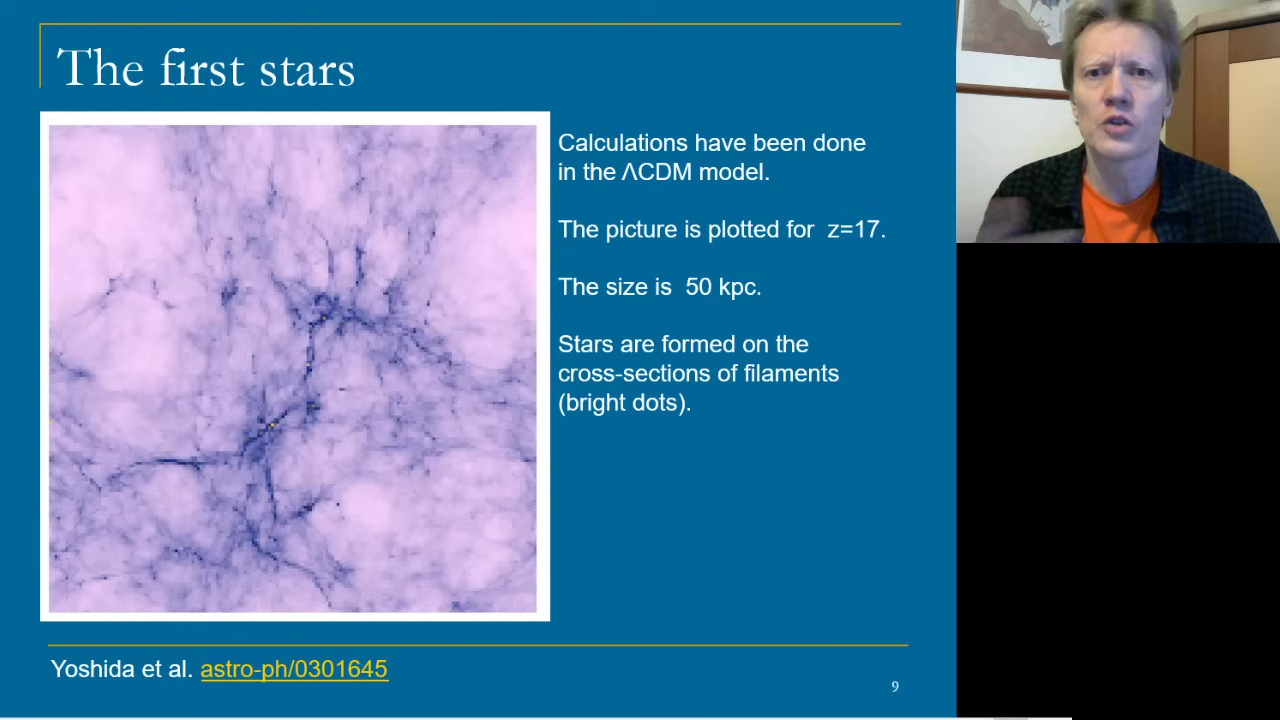 The first stars
Calculations have been done
in the ΛCDM model.
The picture is plotted for z=17.
The size is 50 kpc.
Stars are formed on the
cross-sections of filaments
(bright dots).
Yoshida et al. astro-ph/0301645
9